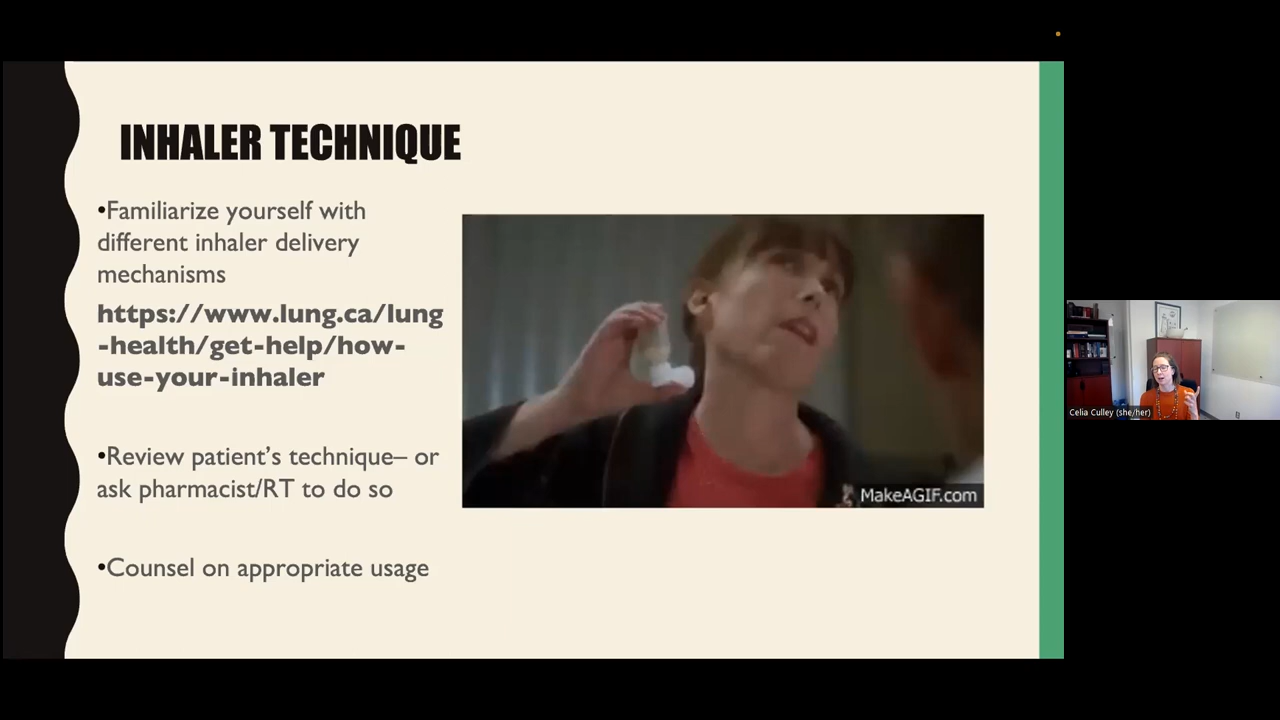 INHALER TECHNIQUE
•Familiarize yourself with
different inhaler delivery
mechanisms
https://www.lung.ca/lung
-health/get-help/how-
use-your-inhaler
•Review patient’s technique– or
ask pharmacist/RT to do so
•Counsel on appropriate usage
MakeAGIF.com
Celia Culley (she/her)